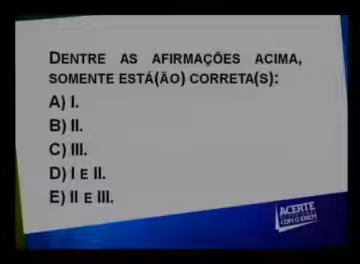 DENTRE AS AFIRMAÇÕES ACIMA,
SOMENTE ESTÁ(ÃO) CORRETA(S):
A) I.
B) II.
C) III.
D) I E II.
E) II E III.
ACERTE
COM O ENEM